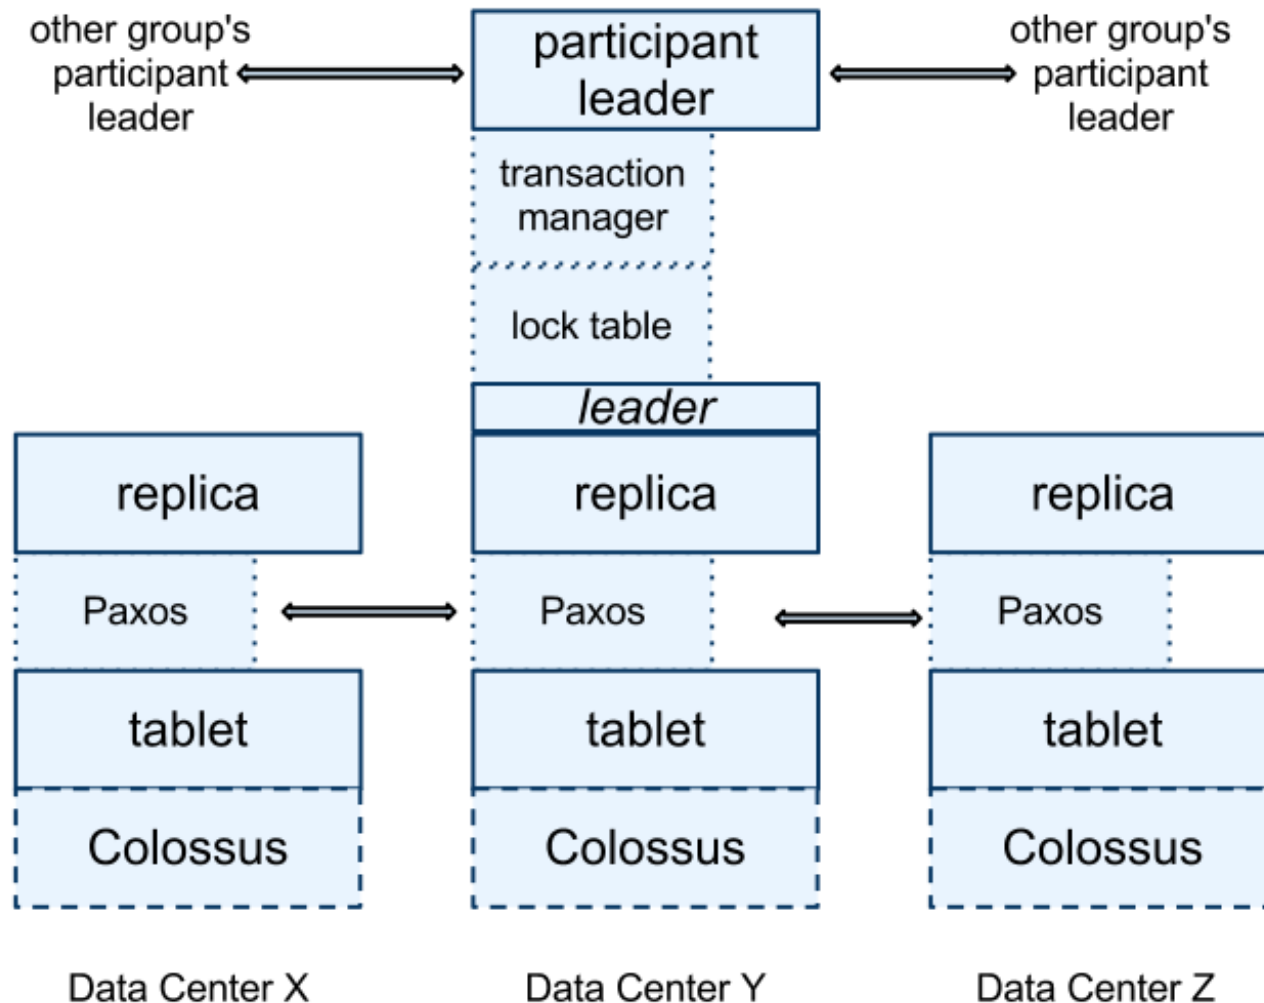 other group's
participant
leader
participant
leader
other group's
participant
leader
transaction
manager
lock table
leader
replica
replica
replica
Paxos
Paxos
Paxos
tablet
tablet
tablet
Colossus
Colossus
Colossus
Data Center X
Data Center Y
Data Center Z